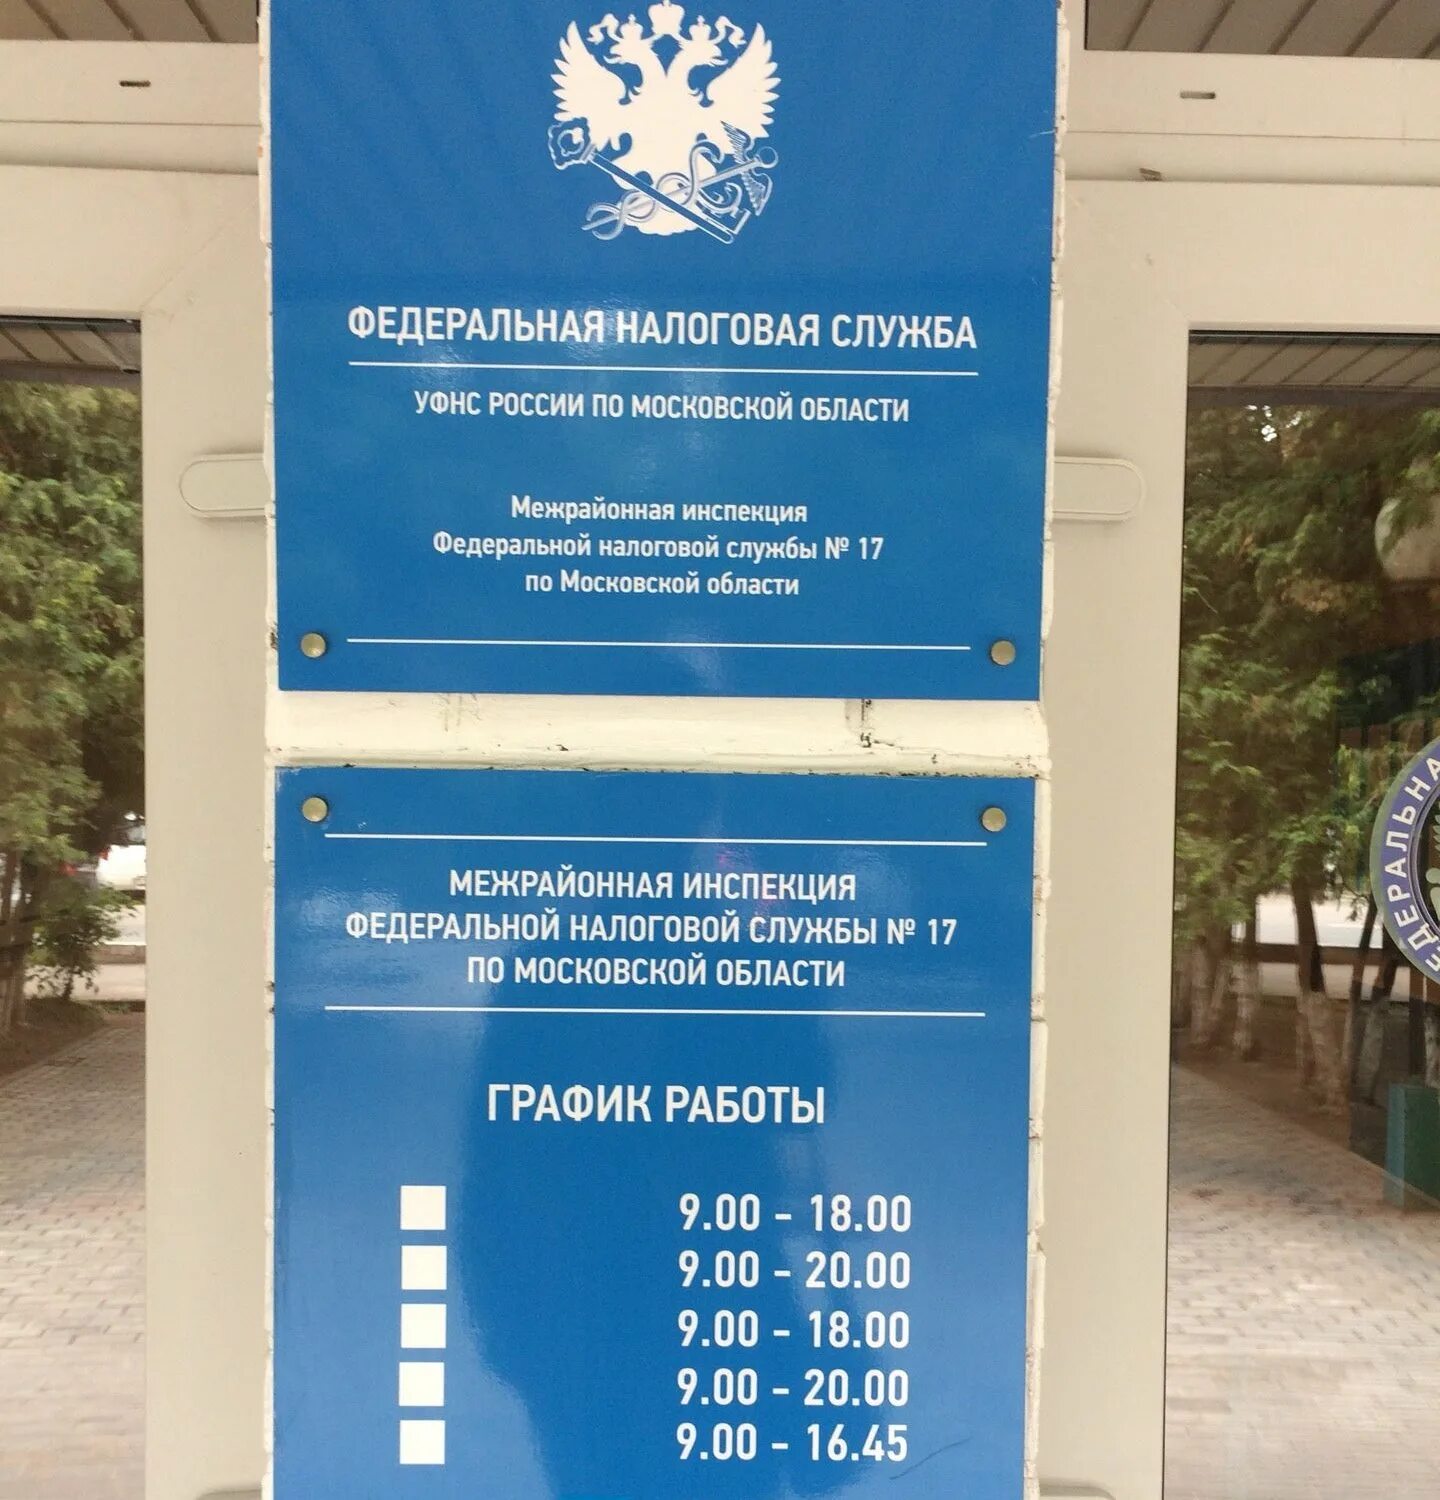 ФЕДЕРАЛЬНАЯ НАЛОГОВАЯ СЛУЖБА
УФНС РОССИИ ПО МОСКОВСКОЙ ОБЛАСТИ
Межрайонная инспекция
Федеральной налоговой службы № 17
по Московской области
МЕЖРАЙОННАЯ ИНСПЕКЦИЯ
ФЕДЕРАЛЬНОЙ НАЛОГОВОЙ СЛУЖБЫ № 17
ПО МОСКОВСКОЙ ОБЛАСТИ
ГРАФИК РАБОТЫ
9.00 - 18.00
9.00 - 20.00
9.00 - 18.00
9.00 - 20.00
9.00 - 16.45
ЕДЕРАЛЬНА